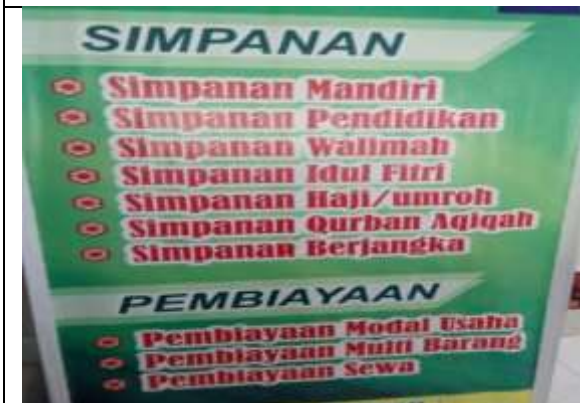 SIMPANAN
Simpanan Mandiri
Simpanan Pendidikan
Simpanan Walimah
Simpanan Idul Fitri
Simpanan Haji/umroh
Simpanan Qurban Aqiqah
Simpanan Berjangka
PEMBIAYAAN
Pembiayaan Modal Usaha
Pembiayaan Multi Barang
Pembiayaan Sewa